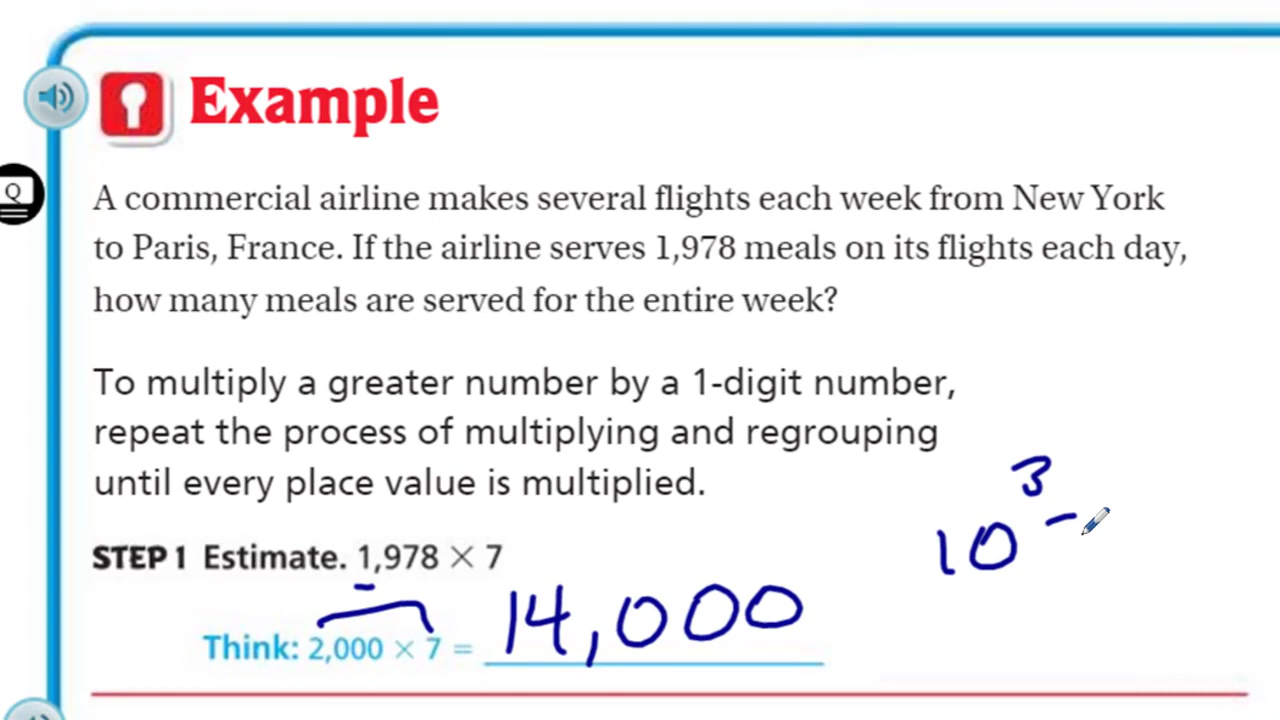 Example
Q
A commercial airline makes several flights each week from New York
to Paris, France. If the airline serves 1,978 meals on its flights each day,
how many meals are served for the entire week?
To multiply a greater number by a 1-digit number,
repeat the process of multiplying and regrouping
until every place value is multiplied.
STEP 1 Estimate. 1,978 × 7
Think: 2,000 × 7 = 14,000
10³ -